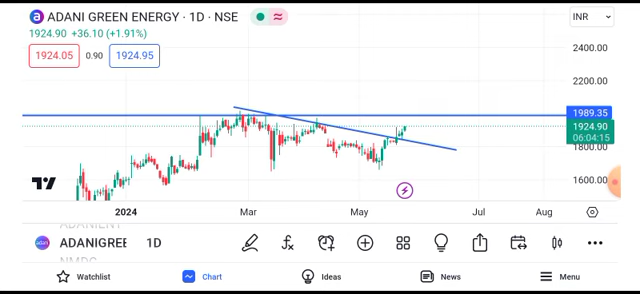 ADANI GREEN ENERGY · 1D · NSE
INR
1924.90 +36.10 (+1.91%)
1924.05 0.90 1924.95
2400.00
2200.00
1989.35
1924.90
06:04:15
1800.00
1600.00
2024 Mar May Jul Aug
ADANIENT
adani ADANIGREE 1D
NMDC
Watchlist Chart Ideas News Menu